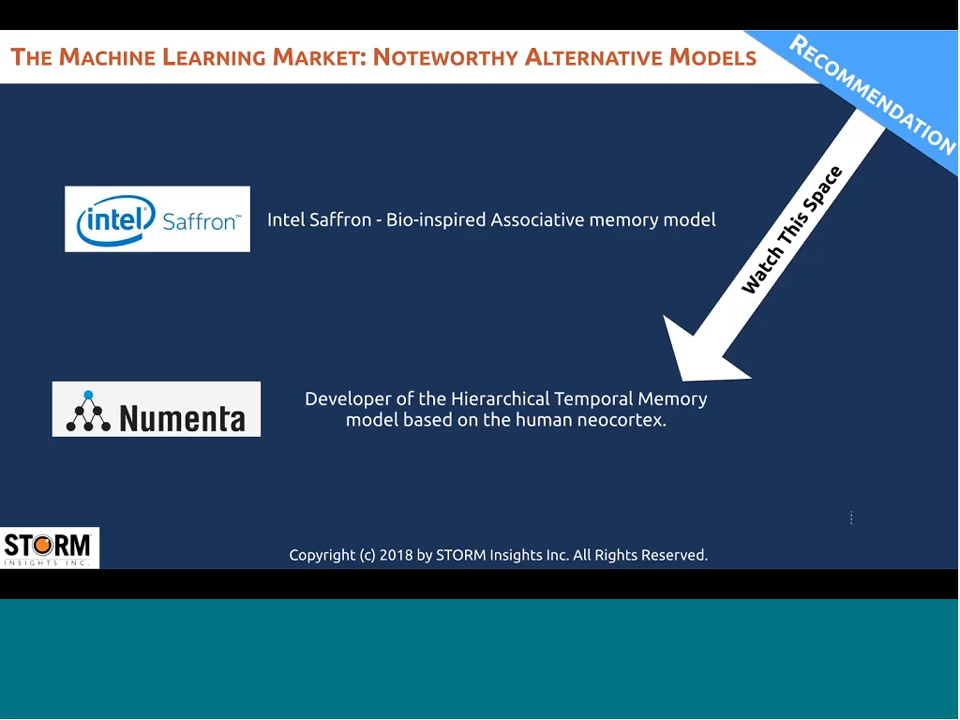 THE MACHINE LEARNING MARKET: NOTEWORTHY ALTERNATIVE MODELS
RECOMMENDATION
Watch This Space
intel Saffron™
Intel Saffron - Bio-inspired Associative memory model
Numenta
Developer of the Hierarchical Temporal Memory
model based on the human neocortex.
STORM
INSIGHTS INC.
Copyright (c) 2018 by STORM Insights Inc. All Rights Reserved.